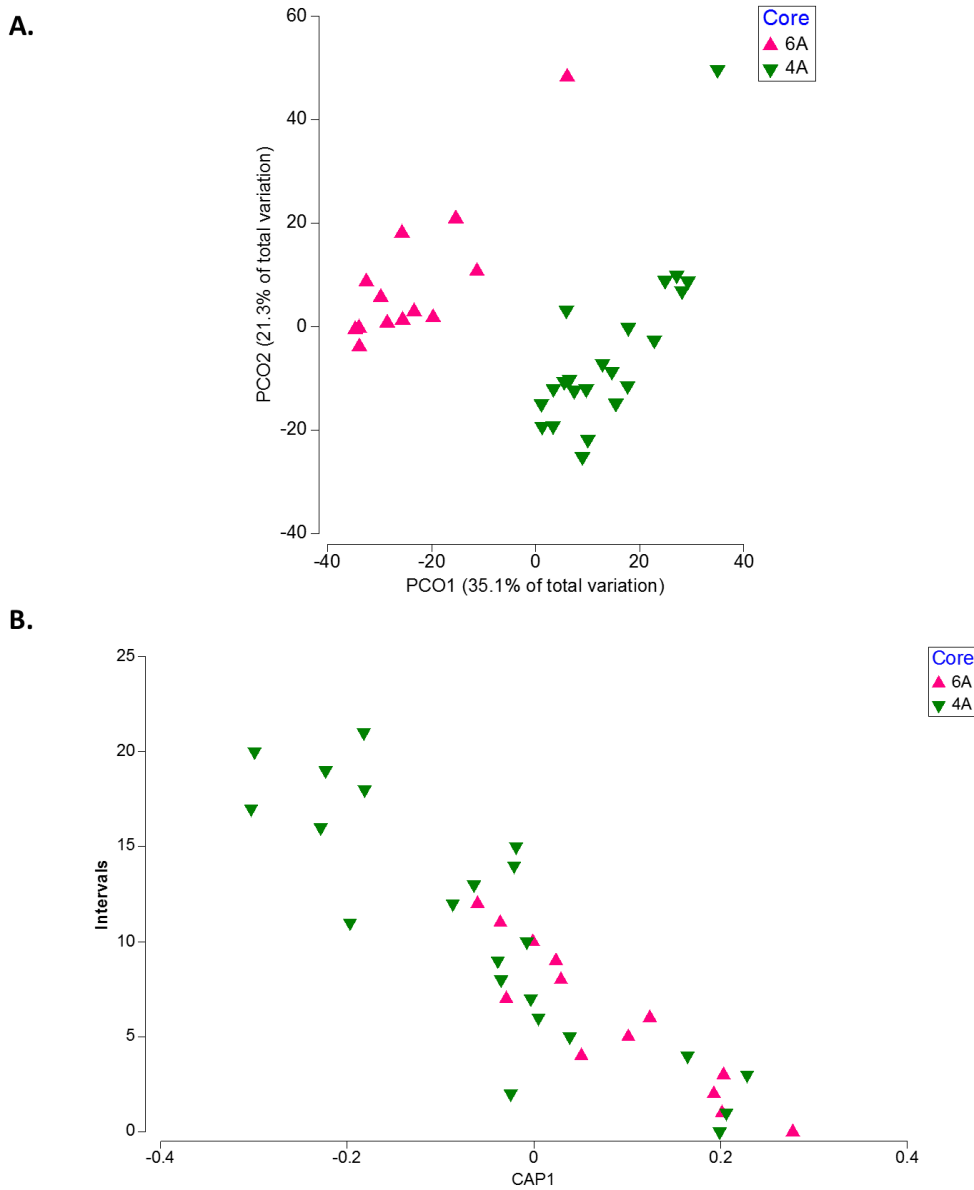 A.
Core
6A
4A
60
40
20
0
-20
-40
PCO2 (21.3% of total variation)
-40 -20 0 20 40
PCO1 (35.1% of total variation)
B.
Core
6A
4A
25
20
15
10
5
0
Intervals
-0.4 -0.2 0 0.2 0.4
CAP1